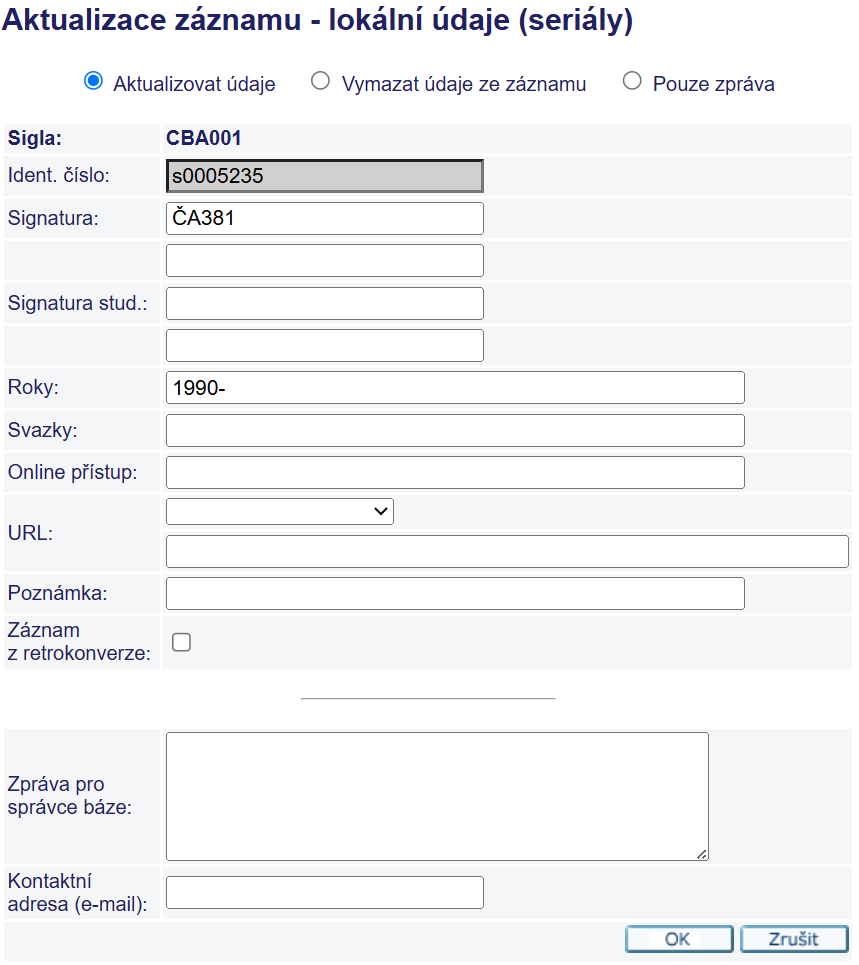 Aktualizace záznamu - lokální údaje (seriály)
Aktualizovat údaje Vymazat údaje ze záznamu Pouze zpráva
Sigla: CBA001
Ident. číslo: s0005235
Signatura: ČA381
Signatura stud.:
Roky: 1990-
Svazky:
Online přístup:
URL:
Poznámka:
Záznam
z retrokonverze:
Zpráva pro
správce báze:
Kontaktní
adresa (e-mail):
OK Zrušit